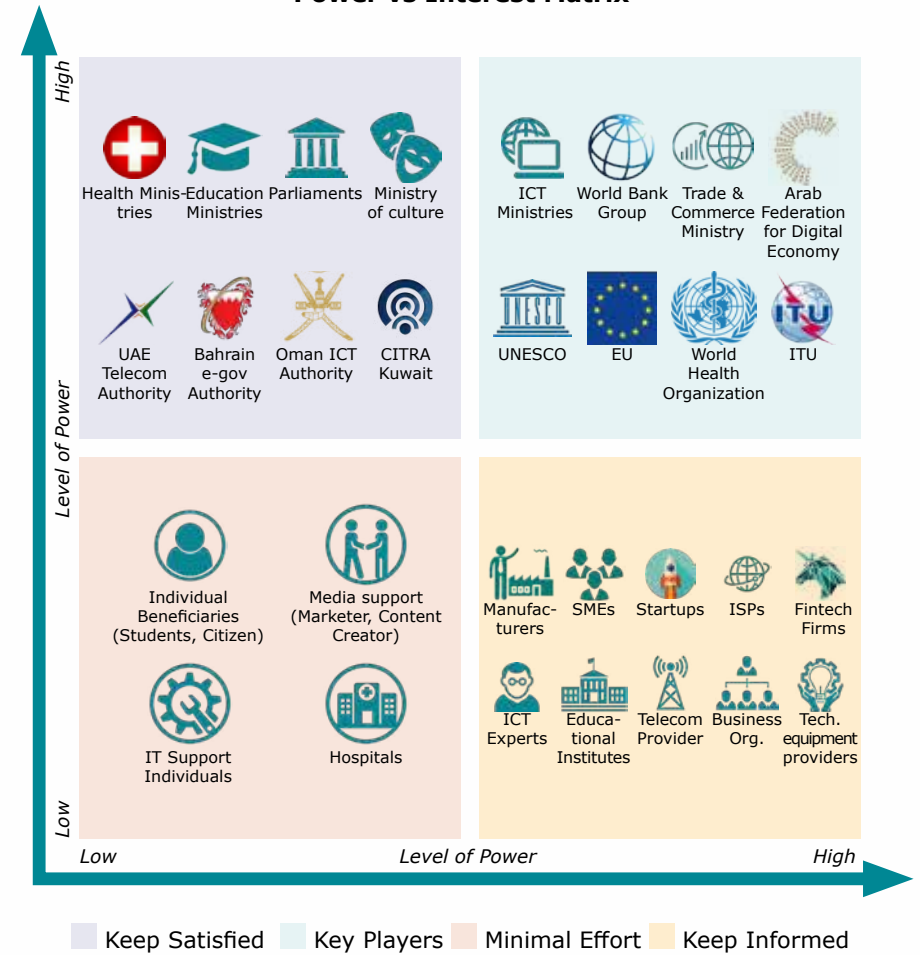 Power vs Interest Matrix
High
Health Minis-
tries
Education
Ministries
Parliaments
Ministry
of culture
ICT
Ministries
World Bank
Group
Trade &
Commerce
Ministry
Arab
Federation
for Digital
Economy
UNESCO
ITU
UAE
Telecom
Authority
Bahrain
e-gov
Authority
Oman ICT
Authority
CITRA
Kuwait
UNESCO
EU
World
Health
Organization
ITU
Level of Power
Individual
Beneficiaries
(Students, Citizen)
Media support
(Marketer, Content
Creator)
Manufac-
turers
SMEs
Startups
ISPs
Fintech
Firms
IT Support
Individuals
Hospitals
ICT
Experts
Educa-
tional
Institutes
Telecom
Provider
Business
Org.
Tech.
equipment
providers
Low
Low
Level of Power
High
Keep Satisfied
Key Players
Minimal Effort
Keep Informed